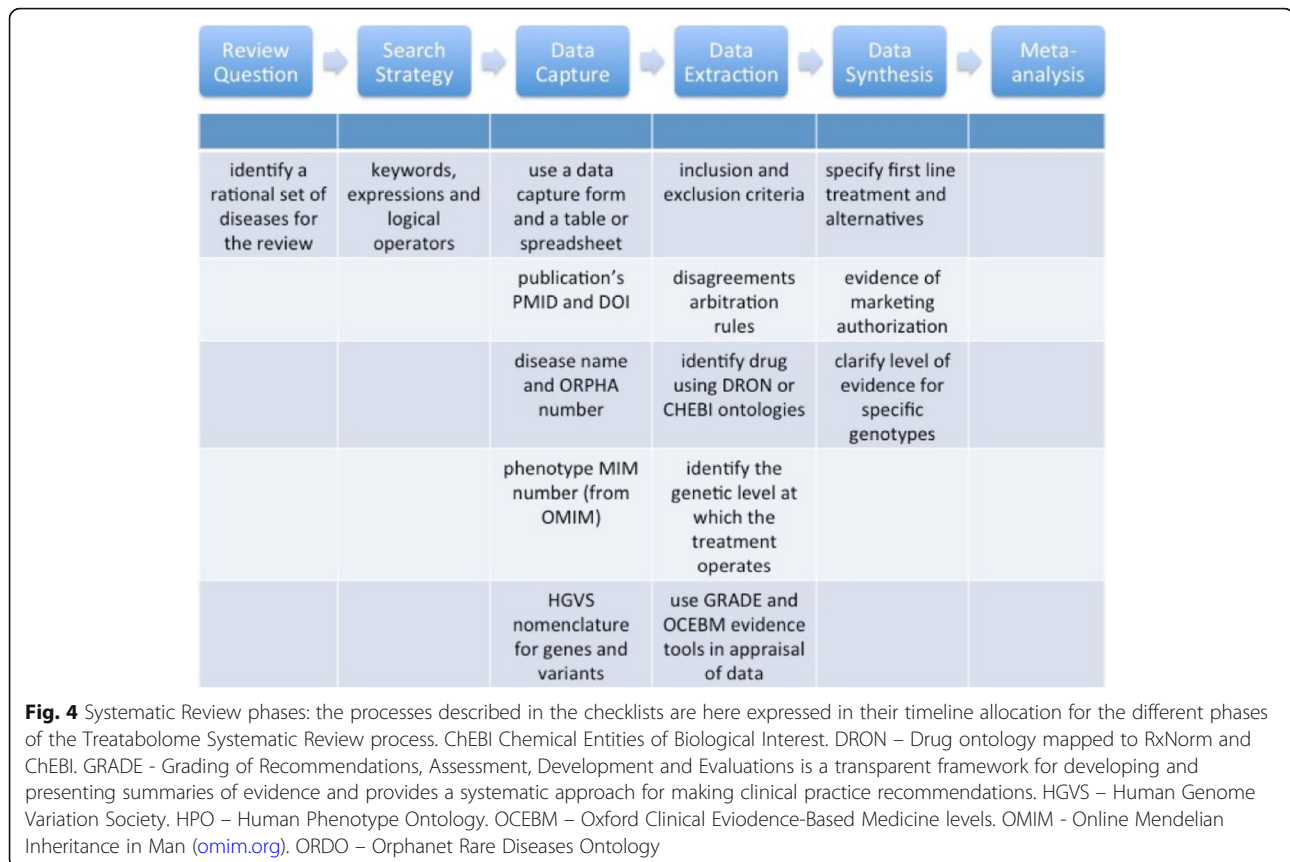 Review Question
Search Strategy
Data Capture
Data Extraction
Data Synthesis
Meta-analysis
identify a rational set of diseases for the review
keywords, expressions and logical operators
use a data capture form and a table or spreadsheet
inclusion and exclusion criteria
specify first line treatment and alternatives
publication's PMID and DOI
disagreements arbitration rules
evidence of marketing authorization
disease name and ORPHA number
identify drug using DRON or CHEBI ontologies
clarify level of evidence for specific genotypes
phenotype MIM number (from OMIM)
identify the genetic level at which the treatment operates
HGVS nomenclature for genes and variants
use GRADE and OCEBM evidence tools in appraisal of data
Fig. 4 Systematic Review phases: the processes described in the checklists are here expressed in their timeline allocation for the different phases
of the Treatabolome Systematic Review process. ChEBI Chemical Entities of Biological Interest. DRON – Drug ontology mapped to RxNorm and
ChEBI. GRADE - Grading of Recommendations, Assessment, Development and Evaluations is a transparent framework for developing and
presenting summaries of evidence and provides a systematic approach for making clinical practice recommendations. HGVS – Human Genome
Variation Society. HPO – Human Phenotype Ontology. OCEBM – Oxford Clinical Eviodence-Based Medicine levels. OMIM - Online Mendelian
Inheritance in Man (omim.org). ORDO – Orphanet Rare Diseases Ontology